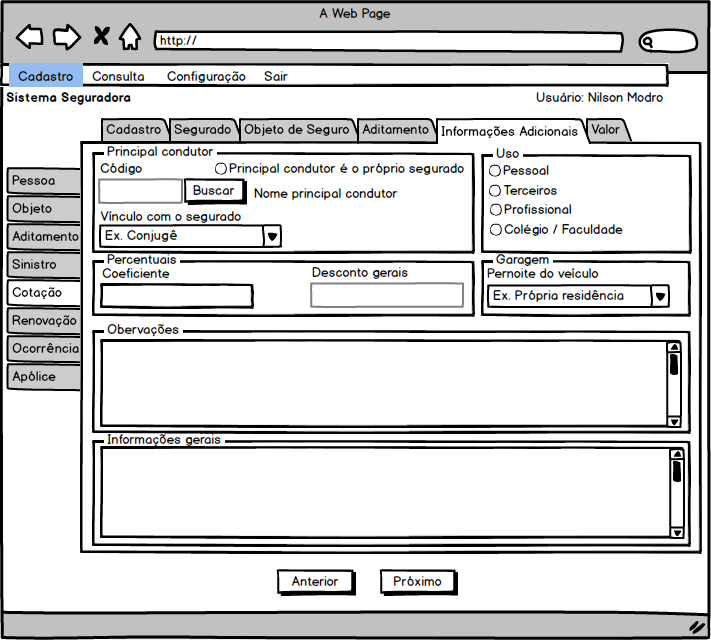 A Web Page
http://
Cadastro Consulta Configuração Sair
Sistema Seguradora Usuário: Nilson Modro
Cadastro Segurado Objeto de Seguro Aditamento Informações Adicionais Valor
Pessoa
Objeto
Aditamento
Sinistro
Cotação
Renovação
Ocorrência
Apólice
Principal condutor
Código Principal condutor é o próprio segurado
Buscar Nome principal condutor
Vínculo com o segurado
Ex. Conjugê
Uso
Pessoal
Terceiros
Profissional
Colégio / Faculdade
Percentuais
Coeficiente Desconto gerais
Garagem
Pernoite do veículo
Ex. Própria residência
Obervações
Informações gerais
Anterior Próximo